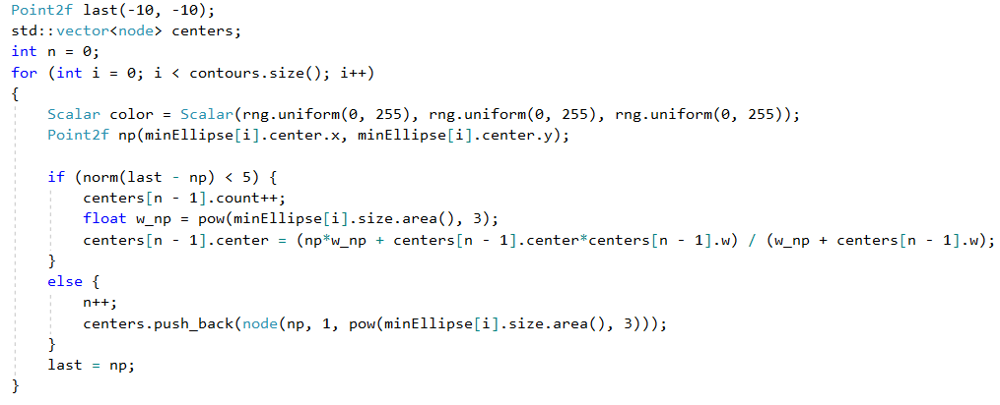 Point2f last(-10, -10);
std::vector<node> centers;
int n = 0;
for (int i = 0; i < contours.size(); i++)
{
    Scalar color = Scalar(rng.uniform(0, 255), rng.uniform(0, 255), rng.uniform(0, 255));
    Point2f np(minEllipse[i].center.x, minEllipse[i].center.y);

    if (norm(last - np) < 5) {
        centers[n - 1].count++;
        float w_np = pow(minEllipse[i].size.area(), 3);
        centers[n - 1].center = (np*w_np + centers[n - 1].center*centers[n - 1].w) / (w_np + centers[n - 1].w);
    }
    else {
        n++;
        centers.push_back(node(np, 1, pow(minEllipse[i].size.area(), 3)));
    }
    last = np;
}